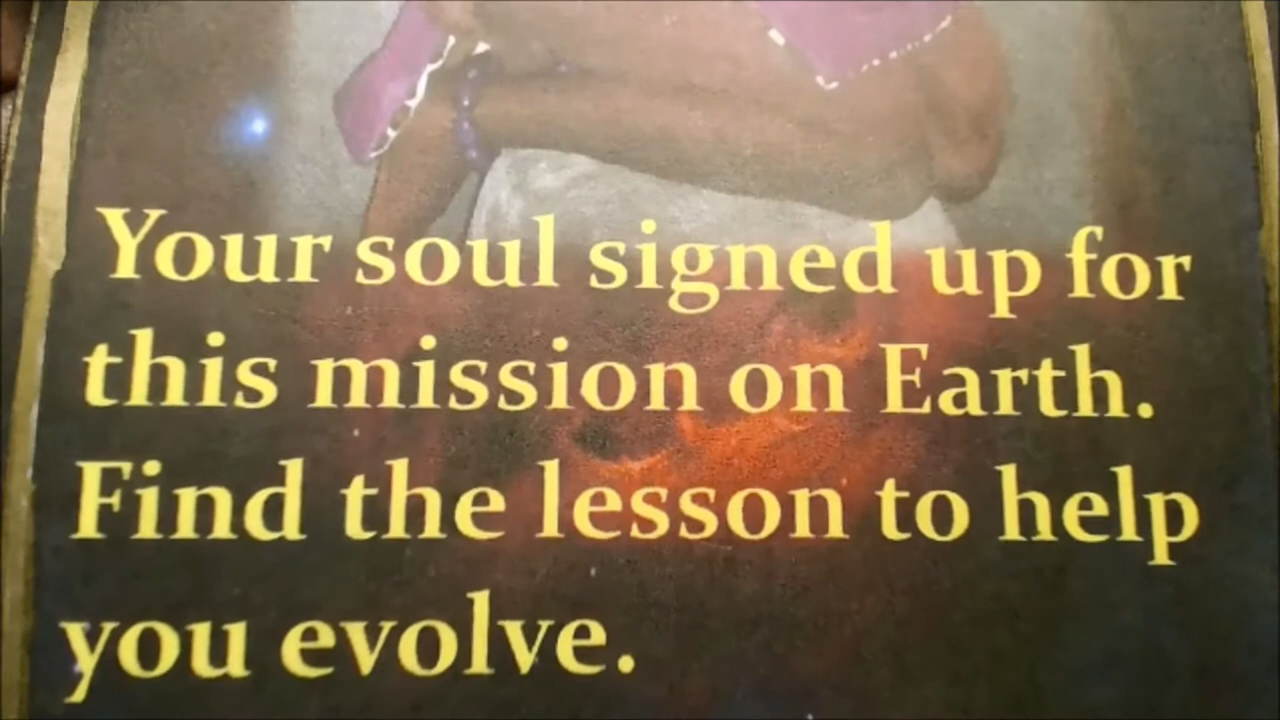 Your soul signed up for
this mission on Earth.
Find the lesson to help
you evolve.